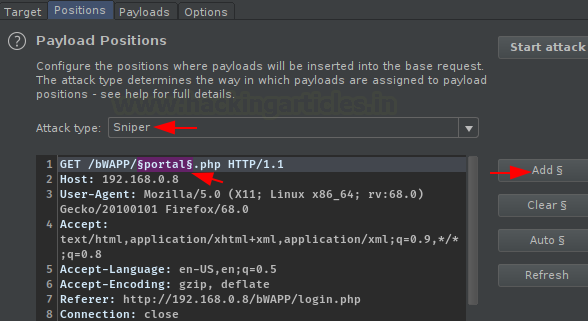 Target
Positions
Payloads
Options
Payload Positions
Start attack
Configure the positions where payloads will be inserted into the base request.
The attack type determines the way in which payloads are assigned to payload
positions - see help for full details.
www.hackingarticles.in
Attack type: Sniper
1 GET /bWAPP/§portal§.php HTTP/1.1
2 Host: 192.168.0.8
3 User-Agent: Mozilla/5.0 (X11; Linux x86_64; rv:68.0)
Gecko/20100101 Firefox/68.0
4 Accept:
text/html,application/xhtml+xml,application/xml;q=0.9,*/*
;q=0.8
5 Accept-Language: en-US,en;q=0.5
6 Accept-Encoding: gzip, deflate
7 Referer: http://192.168.0.8/bWAPP/login.php
8 Connection: close
Add §
Clear §
Auto §
Refresh